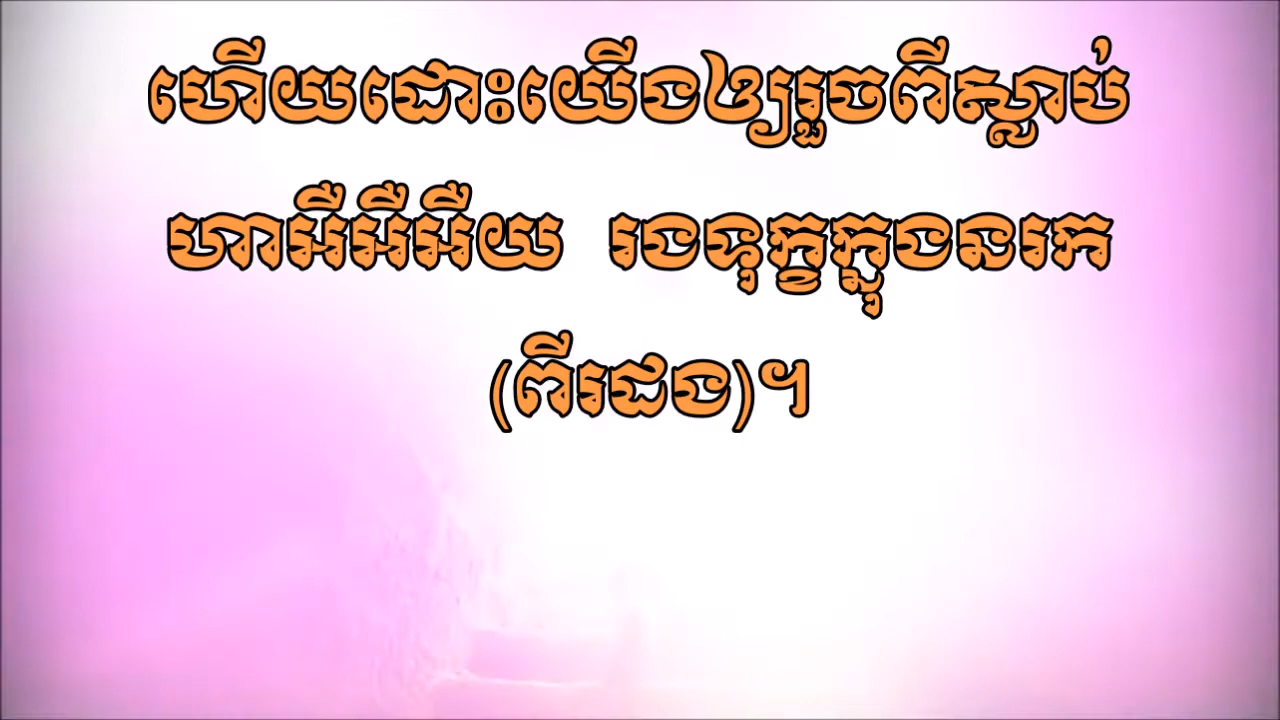 ហើយដោះយើងឲ្យរួចពីស្លាប់
ហាអឺអឺអឺយ រងទុក្ខក្នុងនរក
(ពីរដង)។